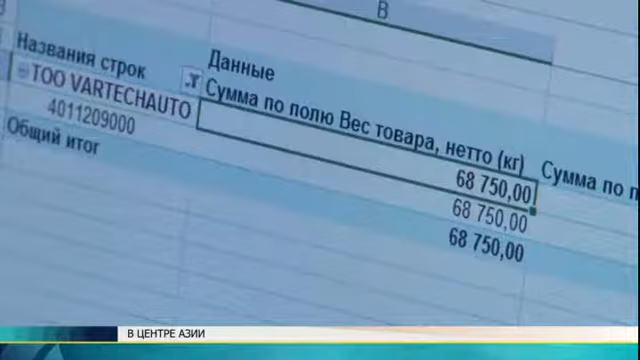 B
Названия строк
Данные
Сумма по полю Вес товара, нетто (кг)
Сумма по п
ТОО VARTECHAUTO
68 750,00
4011209000
68 750,00
Общий итог
68 750,00
В ЦЕНТРЕ АЗИИ